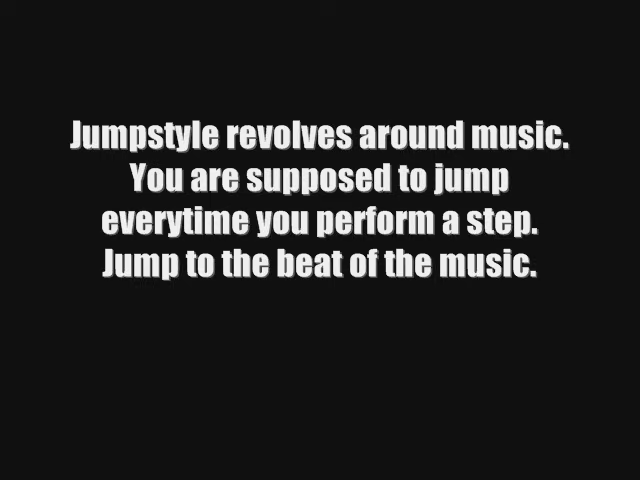 Jumpstyle revolves around music.
You are supposed to jump
everytime you perform a step.
Jump to the beat of the music.